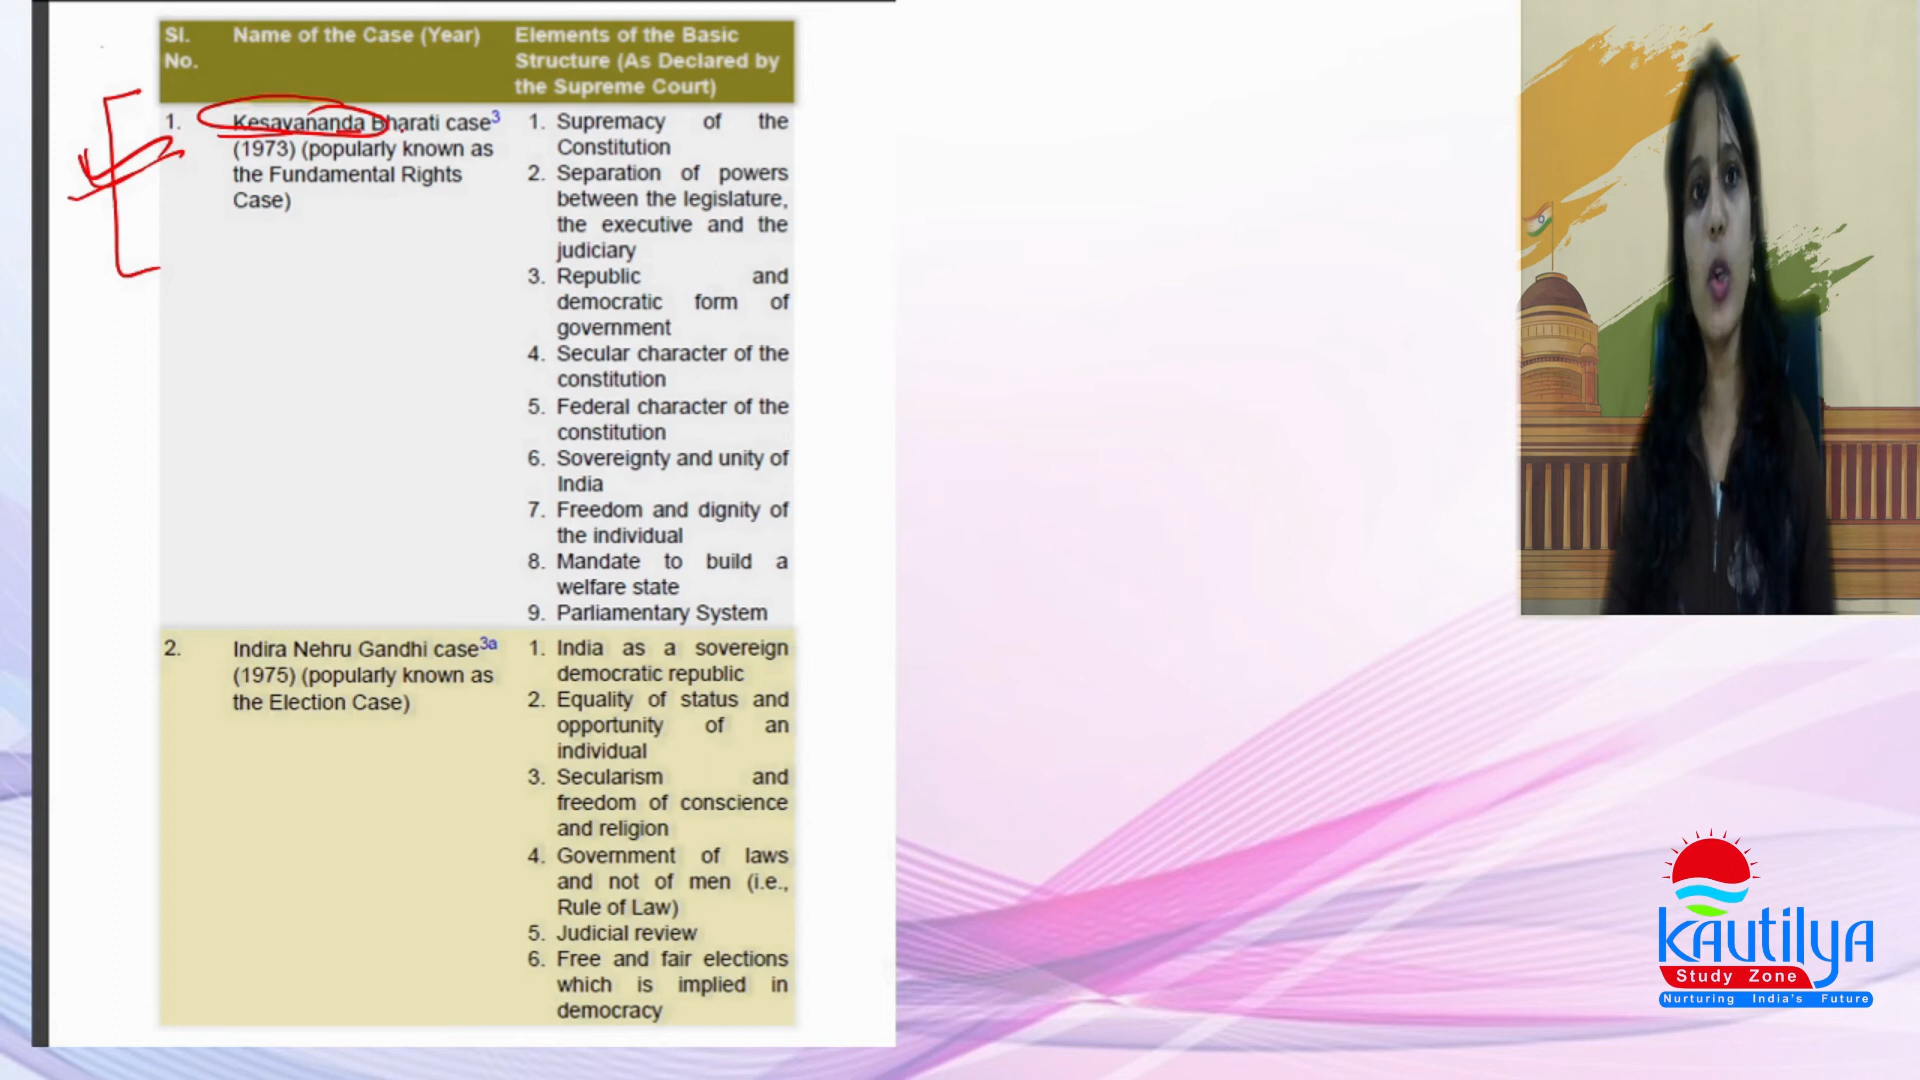 Sl. No.
Name of the Case (Year)
Elements of the Basic
Structure (As Declared by
the Supreme Court)
1.
Kesavananda Bharati case3
(1973) (popularly known as
the Fundamental Rights
Case)
1. Supremacy of the
Constitution
2. Separation of powers
between the legislature,
the executive and the
judiciary
3. Republic and
democratic form of
government
4. Secular character of the
constitution
5. Federal character of the
constitution
6. Sovereignty and unity of
India
7. Freedom and dignity of
the individual
8. Mandate to build a
welfare state
9. Parliamentary System
2.
Indira Nehru Gandhi case3a
(1975) (popularly known as
the Election Case)
1. India as a sovereign
democratic republic
2. Equality of status and
opportunity of an
individual
3. Secularism and
freedom of conscience
and religion
4. Government of laws
and not of men (i.e.,
Rule of Law)
5. Judicial review
6. Free and fair elections
which is implied in
democracy
Kautilya
Study Zone
Nurturing India's Future